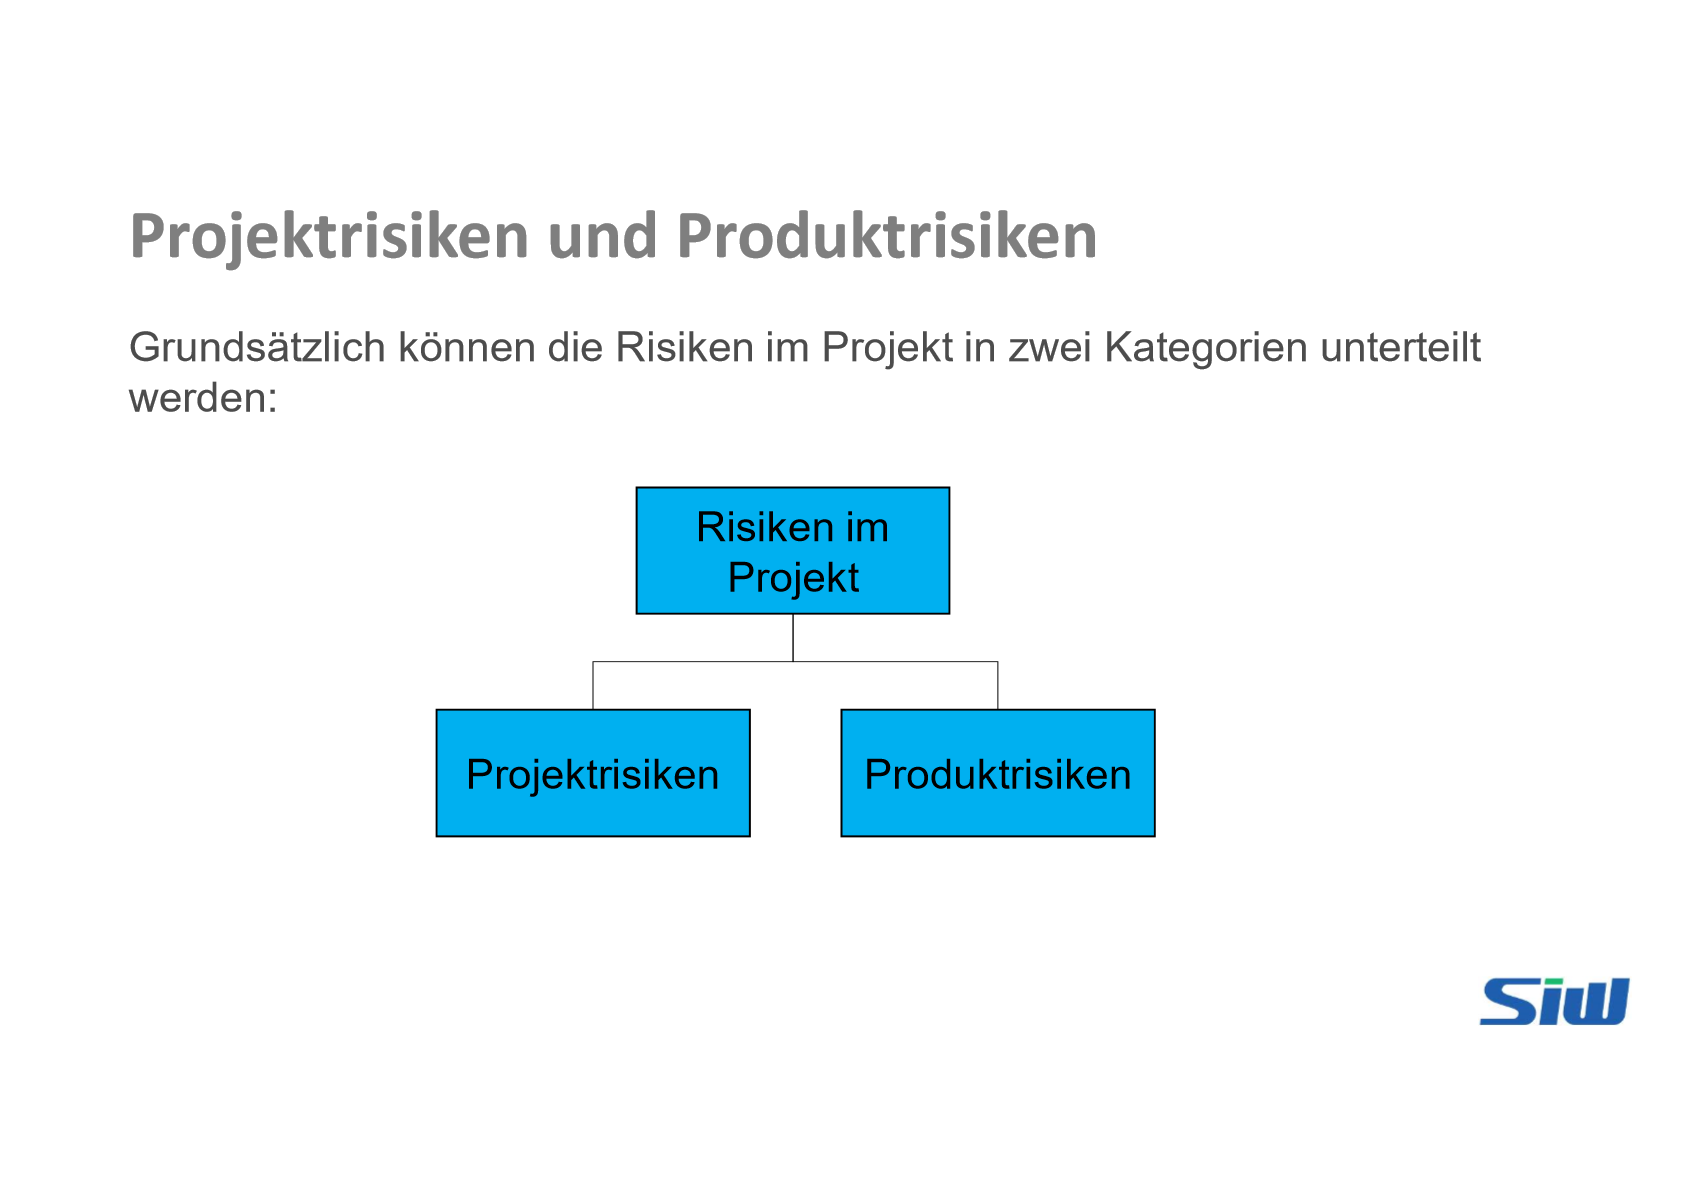 Projektrisiken und Produktrisiken
Grundsätzlich können die Risiken im Projekt in zwei Kategorien unterteilt
werden:
Risiken im
Projekt
Projektrisiken
Produktrisiken
Siw